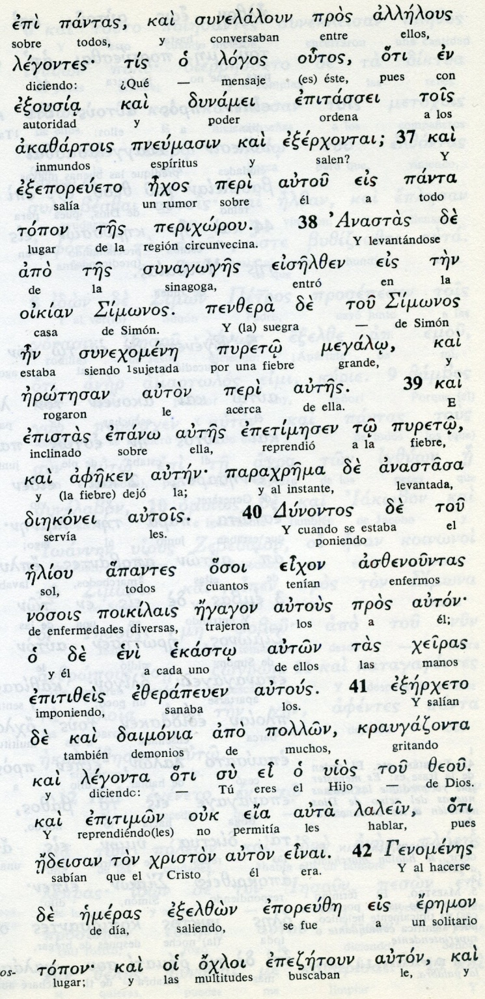 ἐπὶ πάντας, καὶ συνελάλουν πρὸς ἀλλήλους
sobre todos, y conversaban entre ellos,
λέγοντες· τίς ὁ λόγος οὗτος, ὅτι ἐν
diciendo: ¿Qué — mensaje (es) éste, pues con
ἐξουσίᾳ καὶ δυνάμει ἐπιτάσσει τοῖς
autoridad y poder ordena a los
ἀκαθάρτοις πνεύμασιν καὶ ἐξέρχονται; 37 καὶ
inmundos espíritus y salen? Y
ἐξεπορεύετο ἦχος περὶ αὐτοῦ εἰς πάντα
salía un rumor sobre él a todo
τόπον τῆς περιχώρου. 38 Ἀναστὰς δὲ
lugar de la región circunvecina. Y levantándose
ἀπὸ τῆς συναγωγῆς εἰσῆλθεν εἰς τὴν
de la sinagoga, entró en la
οἰκίαν Σίμωνος. πενθερὰ δὲ τοῦ Σίμωνος
casa de Simón. Y (la) suegra — de Simón
ἦν συνεχομένη πυρετῷ μεγάλῳ, καὶ
estaba siendo 1sujetada por una fiebre grande, y
ἠρώτησαν αὐτὸν περὶ αὐτῆς. 39 καὶ
rogaron le acerca de ella. E
ἐπιστὰς ἐπάνω αὐτῆς ἐπετίμησεν τῷ πυρετῷ,
inclinándose sobre ella, reprendió a la fiebre,
καὶ ἀφῆκεν αὐτήν· παραχρῆμα δὲ ἀναστᾶσα
y (la fiebre) dejó la; y al instante, levantada,
διηκόνει αὐτοῖς. 40 Δύνοντος δὲ τοῦ
servía les. Y cuando se estaba el
poniendo
ἡλίου ἅπαντες ὅσοι εἶχον ἀσθενοῦντας
sol, todos cuantos tenían enfermos
νόσοις ποικίλαις ἤγαγον αὐτοὺς πρὸς αὐτόν·
de enfermedades diversas, trajeron los a él;
ὁ δὲ ἑνὶ ἑκάστῳ αὐτῶν τὰς χεῖρας
y él a cada uno de ellos las manos
ἐπιτιθεὶς ἐθεράπευεν αὐτούς. 41 ἐξήρχετο
imponiendo, sanaba los. Y salían
δὲ καὶ δαιμόνια ἀπὸ πολλῶν, κραυγάζοντα
también demonios de muchos, gritando
καὶ λέγοντα ὅτι σὺ εἶ ὁ υἱὸς τοῦ θεοῦ.
y diciendo: — Tú eres el Hijo — de Dios.
καὶ ἐπιτιμῶν οὐκ εἴα αὐτὰ λαλεῖν, ὅτι
Y reprendiéndo(les) no permitía les hablar, pues
ᾔδεισαν τὸν χριστὸν αὐτὸν εἶναι. 42 Γενομένης
sabían que el Cristo él era. Y al hacerse
δὲ ἡμέρας ἐξελθὼν ἐπορεύθη εἰς ἔρημον
de día, saliendo, se fue a un solitario
τόπον· καὶ οἱ ὄχλοι ἐπεζήτουν αὐτόν, καὶ
lugar; y las multitudes buscaban le, y